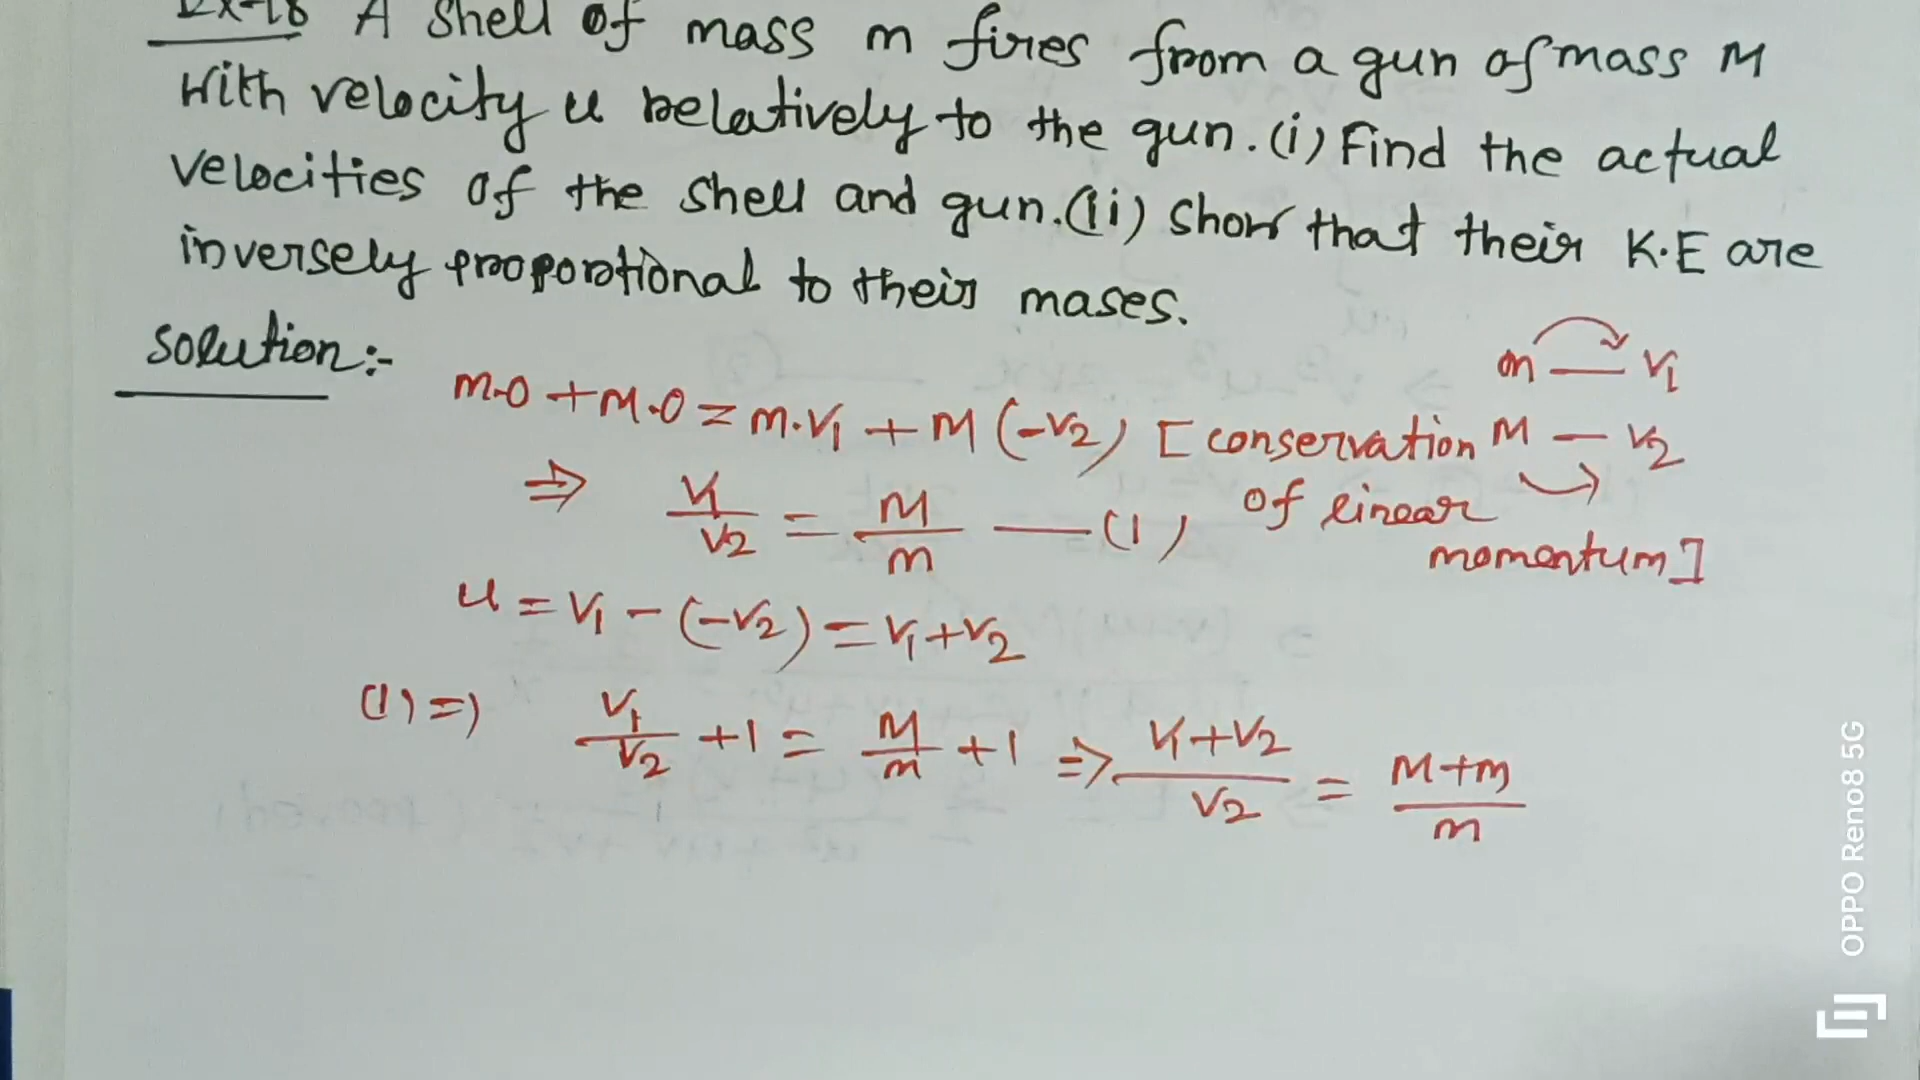 Ex-18 A shell of mass m fires from a gun of mass M
with velocity u relatively to the gun. (i) Find the actual
velocities of the shell and gun. (ii) show that their K.E are
inversely proportional to their mases.
solution:-
m.0 + M.0 = m.v₁ + M (-v₂) [conservation of linear momentum]
m — v₁
M — v₂
⇒ v₁/v₂ = M/m — (1)
u = v₁ - (-v₂) = v₁+v₂
(1) => v₁/v₂ + 1 = M/m + 1 ⇒ v₁+v₂/v₂ = M+m/m
OPPO Reno8 5G